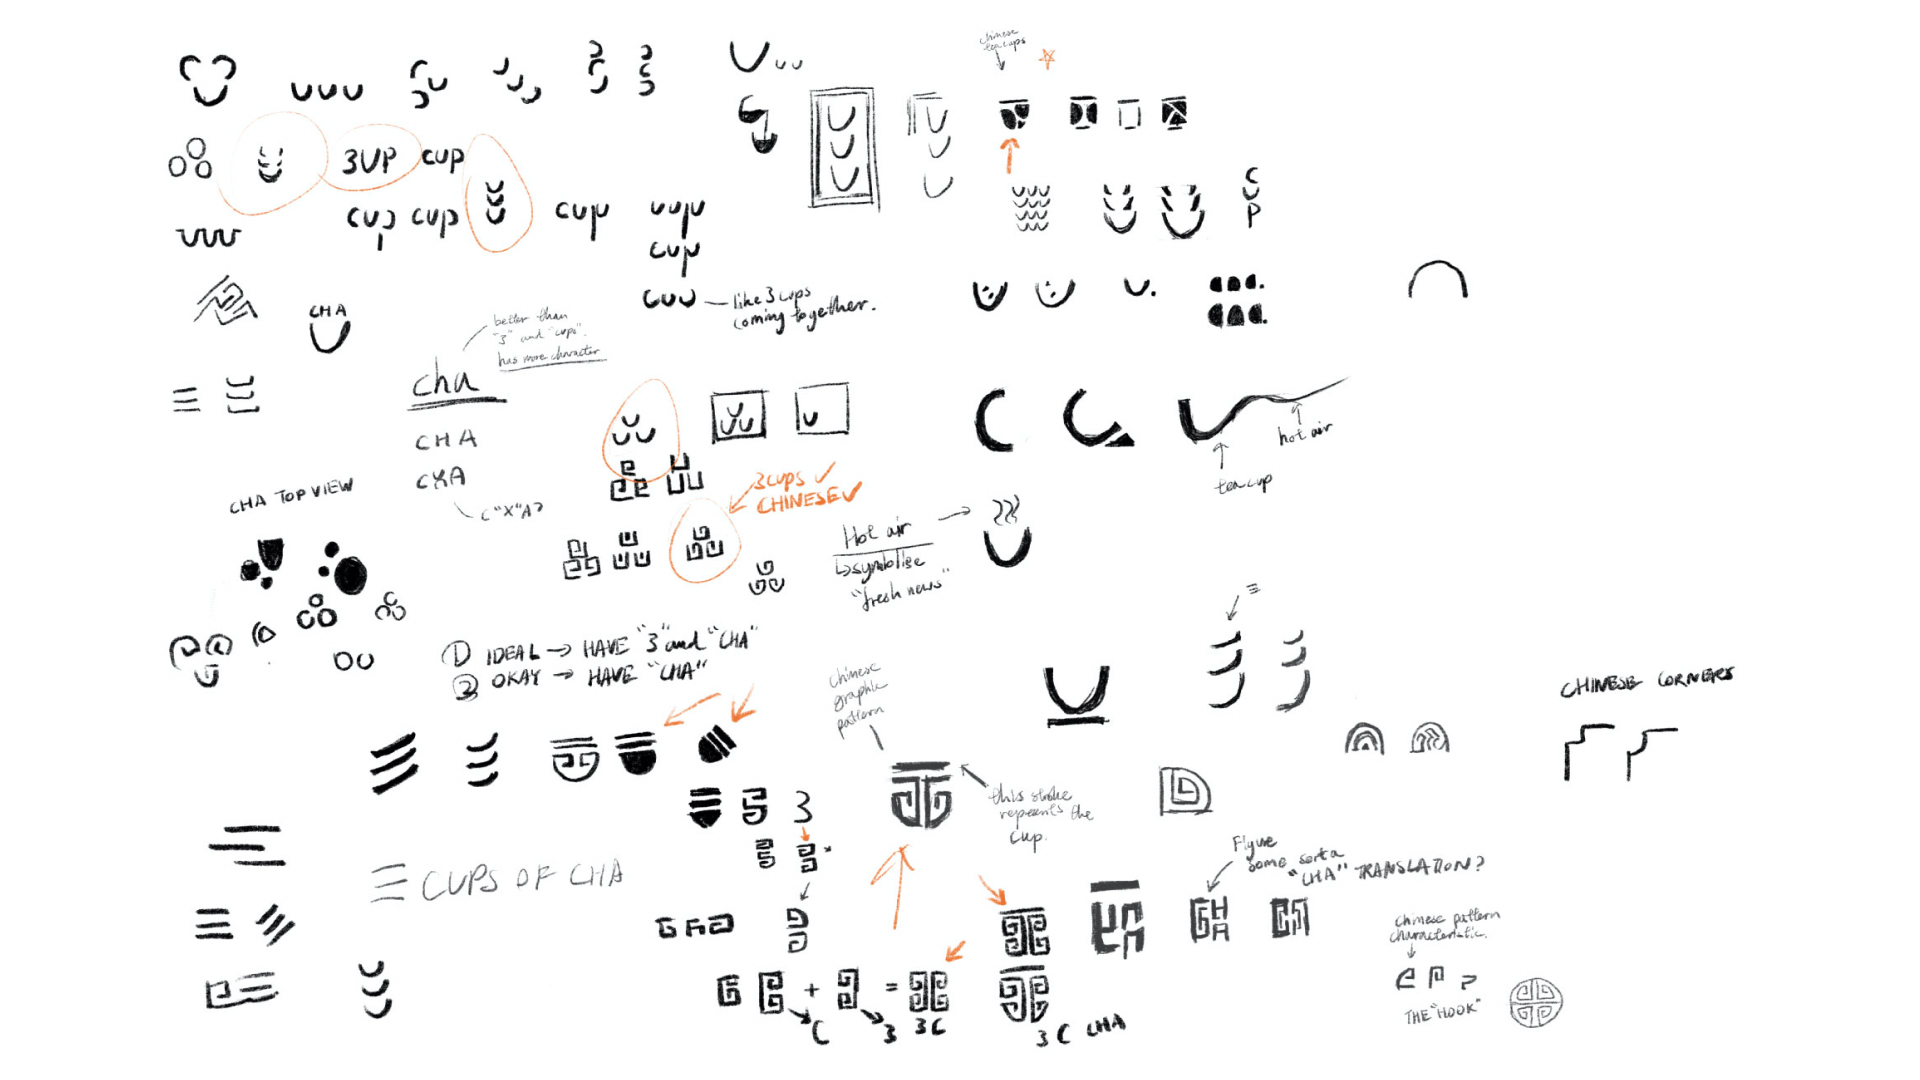 chinese
tea cups
3UP
cup
cup
cup
cup
cup
C
U
P
like 3 cups
coming together.
CHA
better than
"3" and "cups".
has more character
cha
CHA
CXA
C "X" A?
CHA TOP VIEW
3 CUPS ✓
CHINESE ✓
hot air
tea cup
Hot air
↳ symbolise
"fresh news"
① IDEAL → HAVE "3" and "CHA"
② OKAY → HAVE "CHA"
chinese
graphic
pattern
this stroke
represents the
cup.
CHINESE CORNERS
3
三 CUPS OF CHA
Figure
some sorta
"CHA" TRANSLATION?
chinese pattern
characteristic.
THE "HOOK"
+ =
C
3
3C
3 C CHA